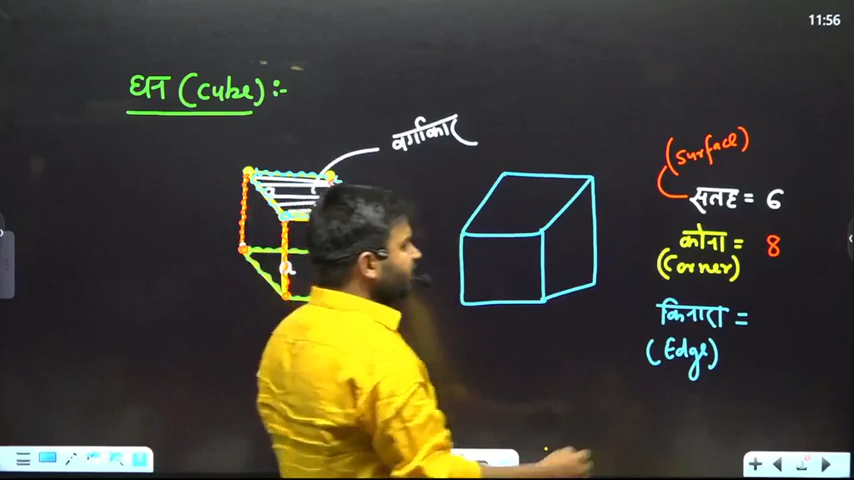 11:56
घन (Cube) :-
वर्गाकार
(Surface)
सतह = 6
कोना = 8
(Corner)
किनारा =
(Edge)